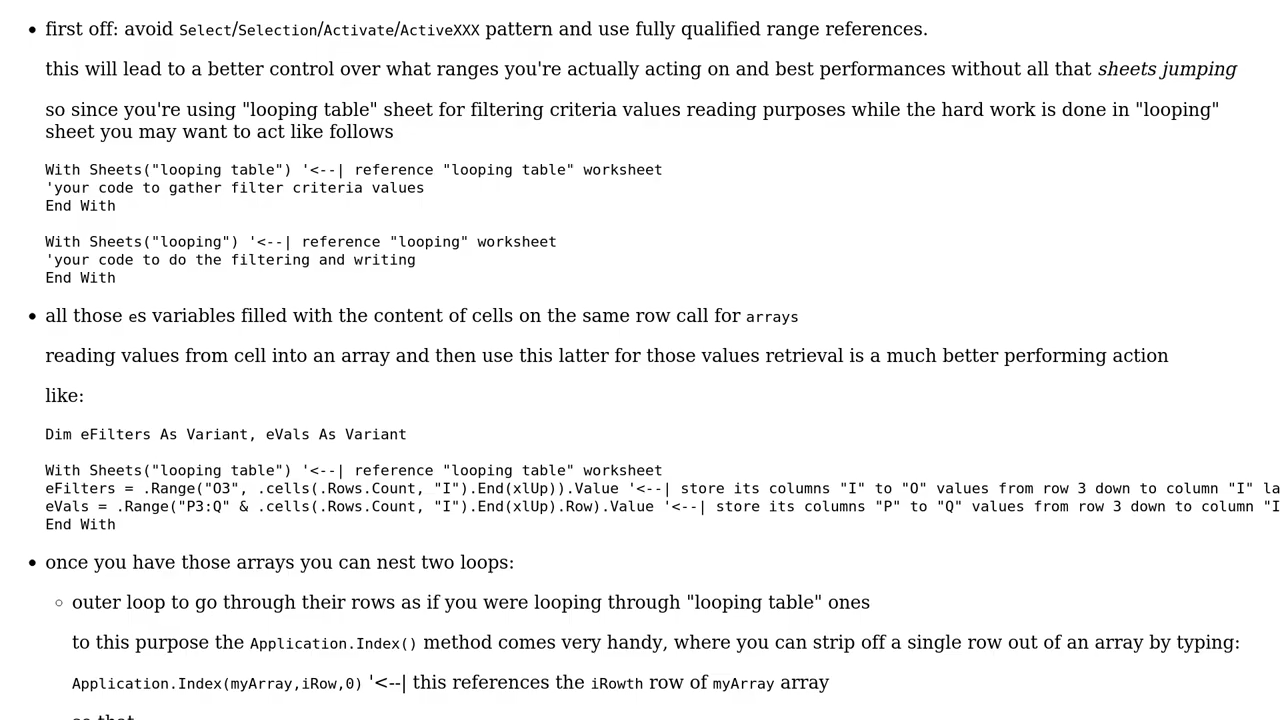 first off: avoid Select/Selection/Activate/ActiveXXX pattern and use fully qualified range references.
this will lead to a better control over what ranges you're actually acting on and best performances without all that sheets jumping
so since you're using "looping table" sheet for filtering criteria values reading purposes while the hard work is done in "looping"
sheet you may want to act like follows
With Sheets("looping table") '<--| reference "looping table" worksheet
'your code to gather filter criteria values
End With
With Sheets("looping") '<--| reference "looping" worksheet
'your code to do the filtering and writing
End With
all those es variables filled with the content of cells on the same row call for arrays
reading values from cell into an array and then use this latter for those values retrieval is a much better performing action
like:
Dim eFilters As Variant, eVals As Variant
With Sheets("looping table") '<--| reference "looping table" worksheet
eFilters = .Range("O3", .cells(.Rows.Count, "I").End(xlUp)).Value '<--| store its columns "I" to "O" values from row 3 down to column "I" la
eVals = .Range("P3:Q" & .cells(.Rows.Count, "I").End(xlUp).Row).Value '<--| store its columns "P" to "Q" values from row 3 down to column "I
End With
once you have those arrays you can nest two loops:
outer loop to go through their rows as if you were looping through "looping table" ones
to this purpose the Application.Index() method comes very handy, where you can strip off a single row out of an array by typing:
Application.Index(myArray,iRow,0) '<--| this references the iRowth row of myArray array
so that